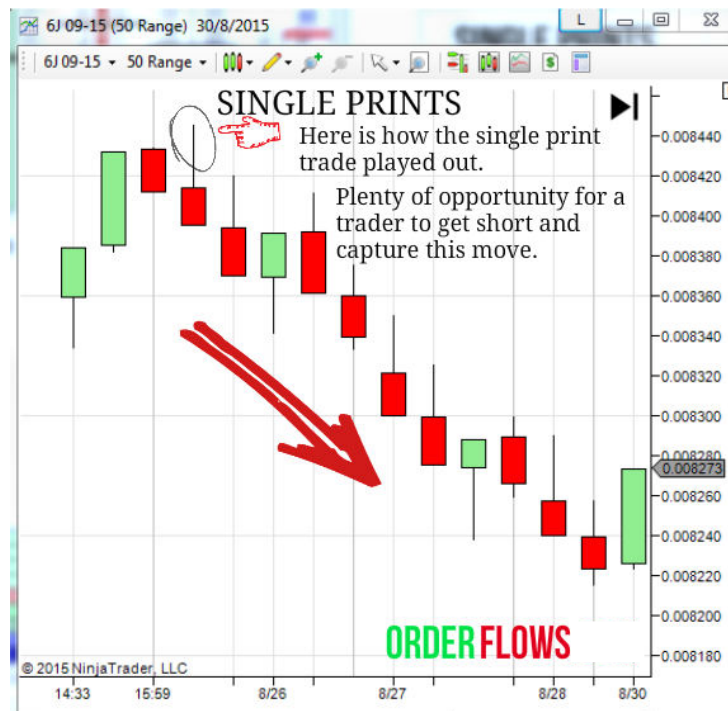 6J 09-15 (50 Range) 30/8/2015
L
6J 09-15 50 Range
SINGLE PRINTS
SINGLE PRINTS
Here is how the single print
trade played out.
Plenty of opportunity for a
trader to get short and
capture this move.
0.008440
0.008420
0.008400
0.008380
0.008360
0.008340
0.008320
0.008300
0.008280
0.008273
0.008260
0.008240
0.008220
0.008200
0.008180
ORDER FLOWS
© 2015 NinjaTrader, LLC
14:33 15:59 8/26 8/27 8/28 8/30